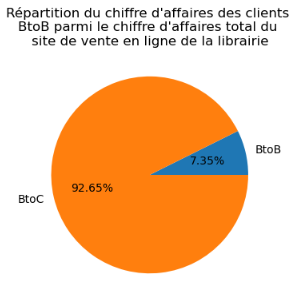 Répartition du chiffre d'affaires des clients
BtoB parmi le chiffre d'affaires total du
site de vente en ligne de la librairie
BtoB
7.35%
92.65%
BtoC